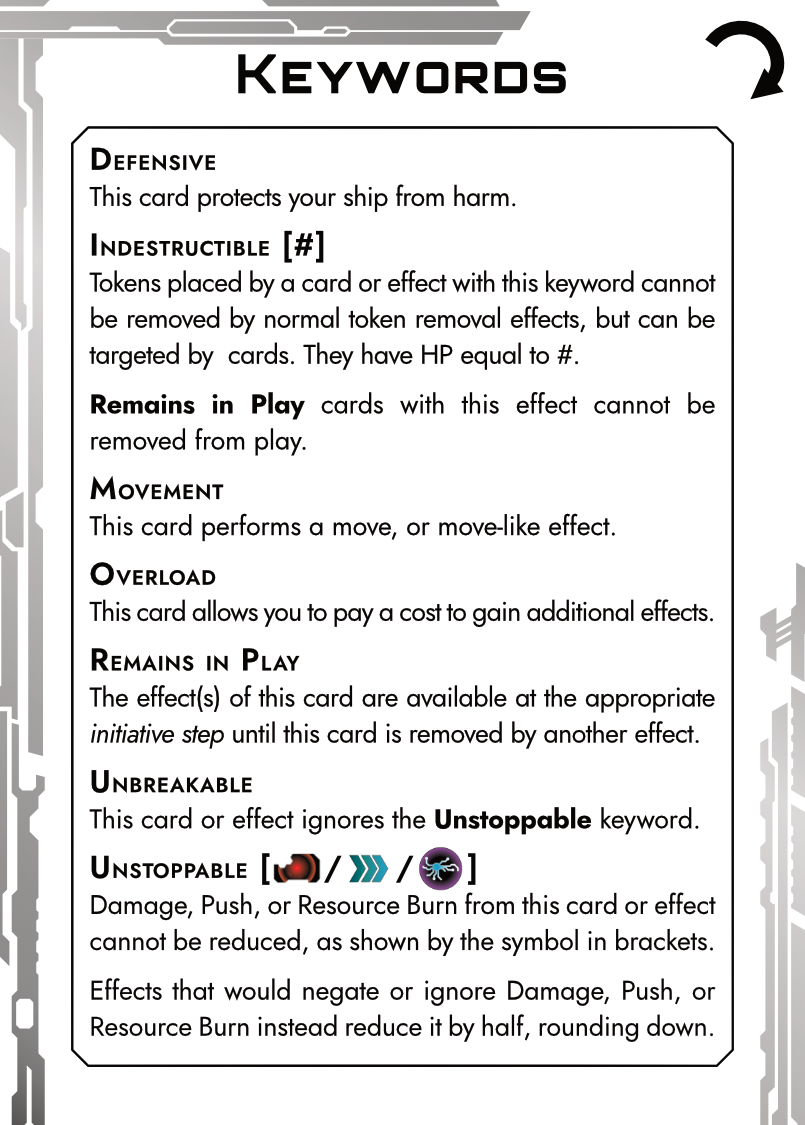 Keywords
Defensive
This card protects your ship from harm.
Indestructible [#]
Tokens placed by a card or effect with this keyword cannot
be removed by normal token removal effects, but can be
targeted by  cards. They have HP equal to #.
Remains in Play cards with this effect cannot be
removed from play.
Movement
This card performs a move, or move-like effect.
Overload
This card allows you to pay a cost to gain additional effects.
Remains in Play
The effect(s) of this card are available at the appropriate
initiative step until this card is removed by another effect.
Unbreakable
This card or effect ignores the Unstoppable keyword.
Unstoppable [ / / ]
Damage, Push, or Resource Burn from this card or effect
cannot be reduced, as shown by the symbol in brackets.
Effects that would negate or ignore Damage, Push, or
Resource Burn instead reduce it by half, rounding down.